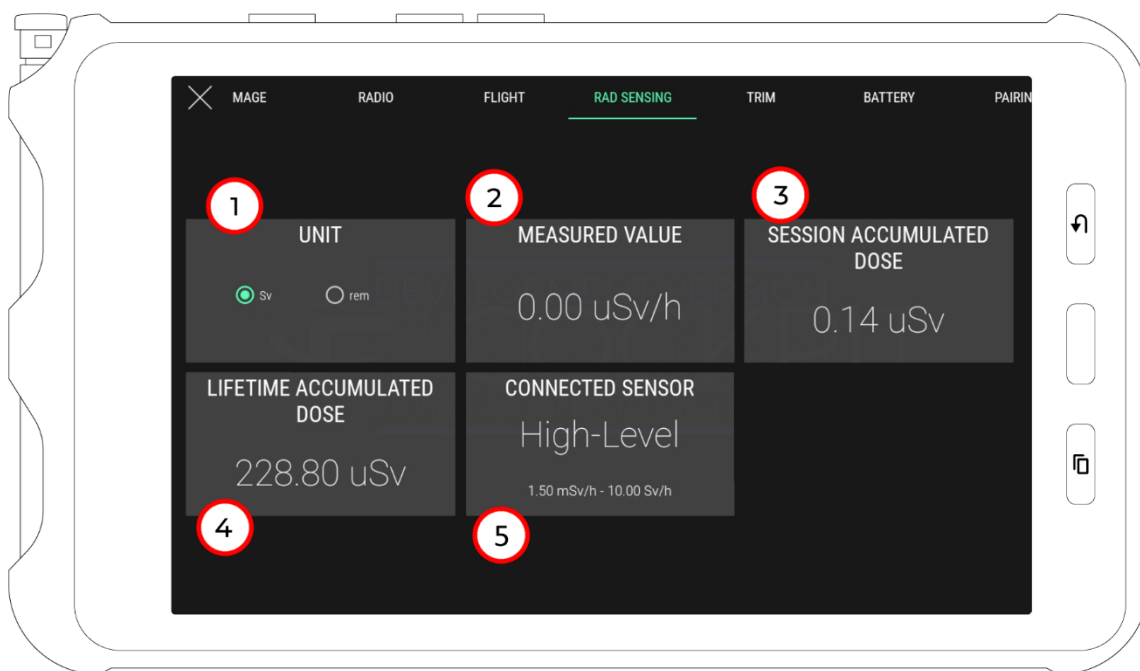 MAGE RADIO FLIGHT RAD SENSING TRIM BATTERY PAIRIN
1 2 3
UNIT MEASURED VALUE SESSION ACCUMULATED
DOSE
Sv rem 0.00 uSv/h 0.14 uSv
LIFETIME ACCUMULATED
DOSE
228.80 uSv
CONNECTED SENSOR
High-Level
1.50 mSv/h - 10.00 Sv/h
4 5